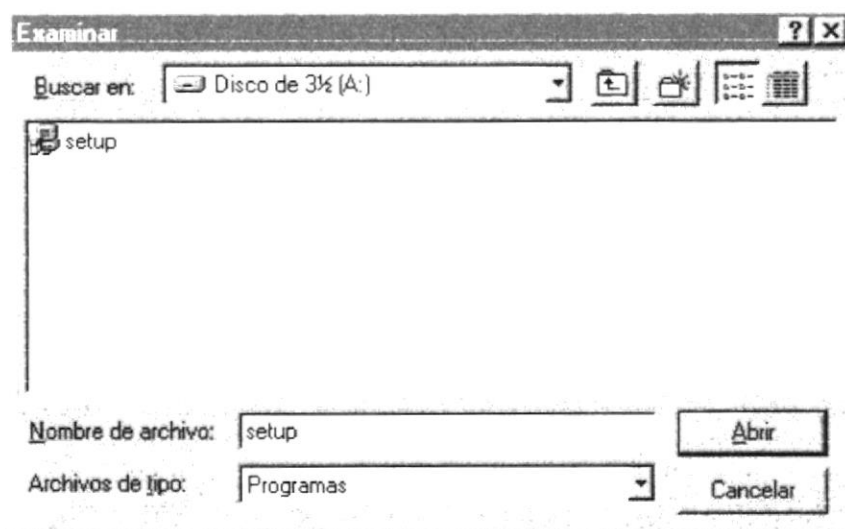 Examinar
Buscar en: Disco de 3½ (A:)
setup
Nombre de archivo: setup Abrir
Archivos de tipo: Programas Cancelar